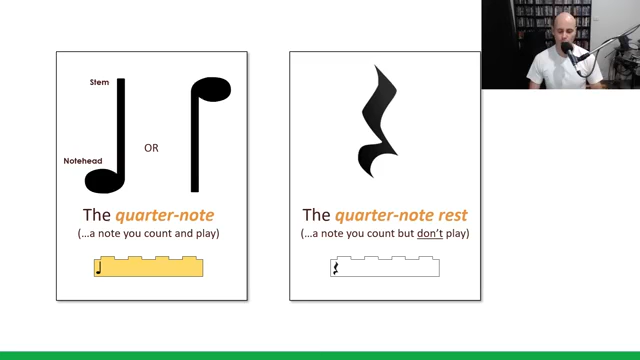 Stem
Notehead
OR
The quarter-note
(...a note you count and play)
The quarter-note rest
(...a note you count but don't play)